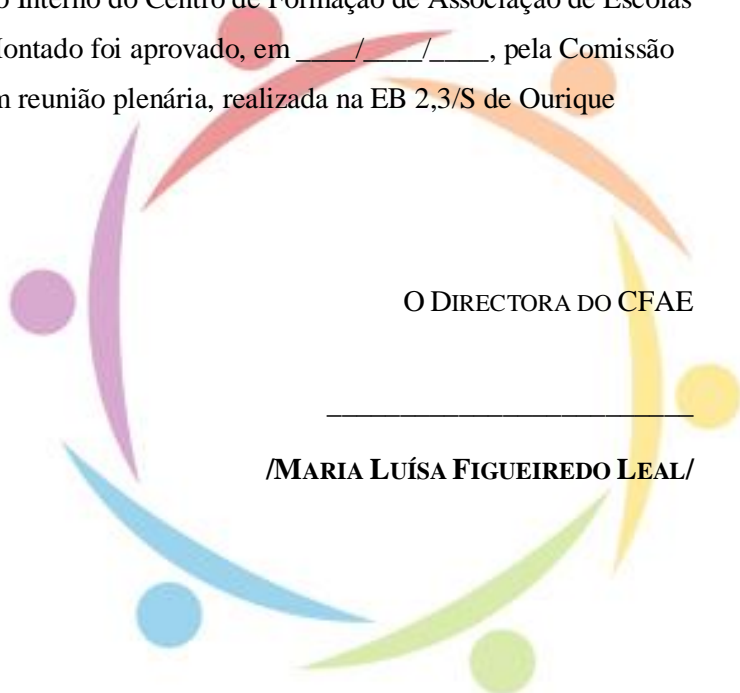 Interno do Centro de Formação de Associação de Escolas
Montado foi aprovado, em ____/____/____, pela Comissão
reunião plenária, realizada na EB 2,3/S de Ourique
O DIRECTORA DO CFAE
___________________________
/MARIA LUÍSA FIGUEIREDO LEAL/